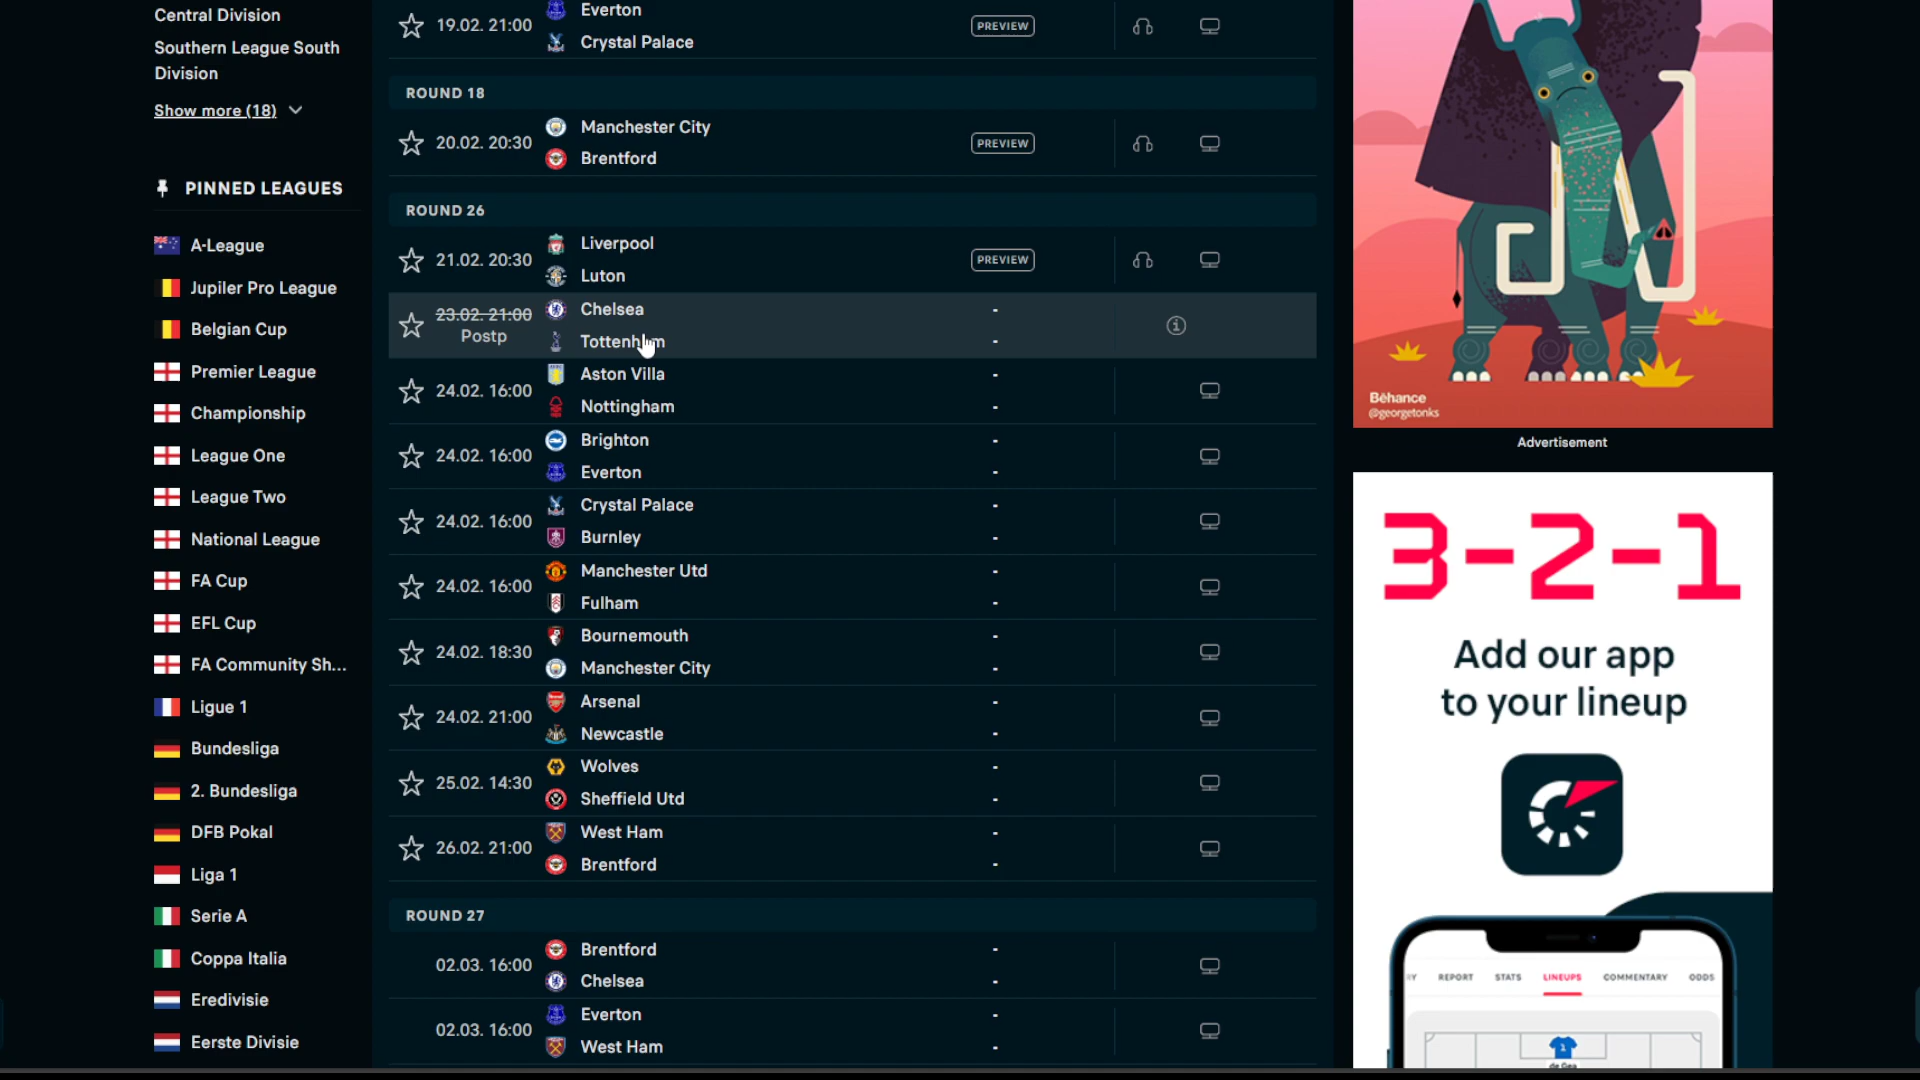 Central Division
Southern League South
Division
Show more (18)
PINNED LEAGUES
A-League
Jupiler Pro League
Belgian Cup
Premier League
Championship
League One
League Two
National League
FA Cup
EFL Cup
FA Community Sh...
Ligue 1
Bundesliga
2. Bundesliga
DFB Pokal
Liga 1
Serie A
Coppa Italia
Eredivisie
Eerste Divisie
19.02. 21:00
Everton
Crystal Palace
PREVIEW
ROUND 18
20.02. 20:30
Manchester City
Brentford
PREVIEW
ROUND 26
21.02. 20:30
Liverpool
Luton
PREVIEW
23.02. 21:00
Postp
Chelsea
-
Tottenham
-
24.02. 16:00
Aston Villa
-
Nottingham
-
24.02. 16:00
Brighton
-
Everton
-
24.02. 16:00
Crystal Palace
-
Burnley
-
24.02. 16:00
Manchester Utd
-
Fulham
-
24.02. 18:30
Bournemouth
-
Manchester City
-
24.02. 21:00
Arsenal
-
Newcastle
-
25.02. 14:30
Wolves
-
Sheffield Utd
-
26.02. 21:00
West Ham
-
Brentford
-
ROUND 27
02.03. 16:00
Brentford
-
Chelsea
-
02.03. 16:00
Everton
-
West Ham
-
Bēhance
@georgetonks
Advertisement
3-2-1
Add our app
to your lineup
RY REPORT STATS LINEUPS COMMENTARY ODDS
1
de Gea